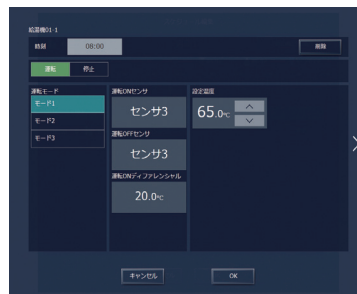 給湯機01-1
時刻 08:00 削除
運転 停止
運転モード 運転ONセンサ 設定温度
モード1 センサ3 65.0℃
モード2 運転OFFセンサ
モード3 センサ3
運転ONディファレンシャル
20.0℃
キャンセル OK